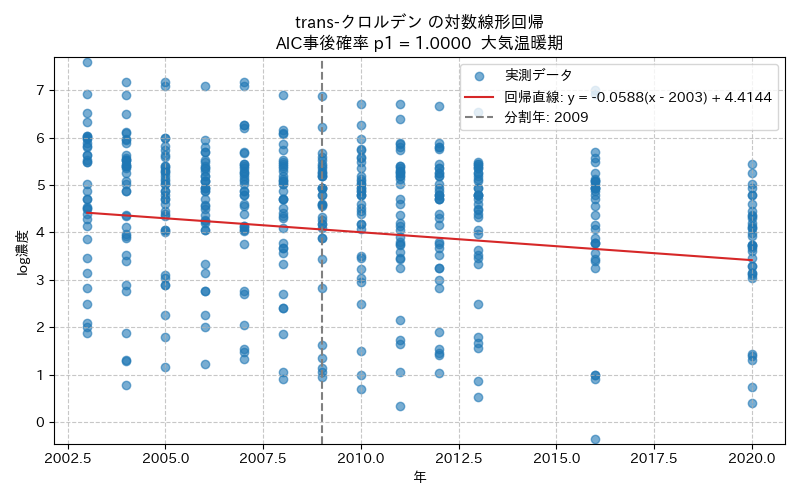 trans-クロルデン の対数線形回帰
AIC事後確率 p1 = 1.0000  大気温暖期
実測データ
回帰直線: y = -0.0588(x - 2003) + 4.4144
分割年: 2009
log濃度
7
6
5
4
3
2
1
0
2002.5 2005.0 2007.5 2010.0 2012.5 2015.0 2017.5 2020.0
年